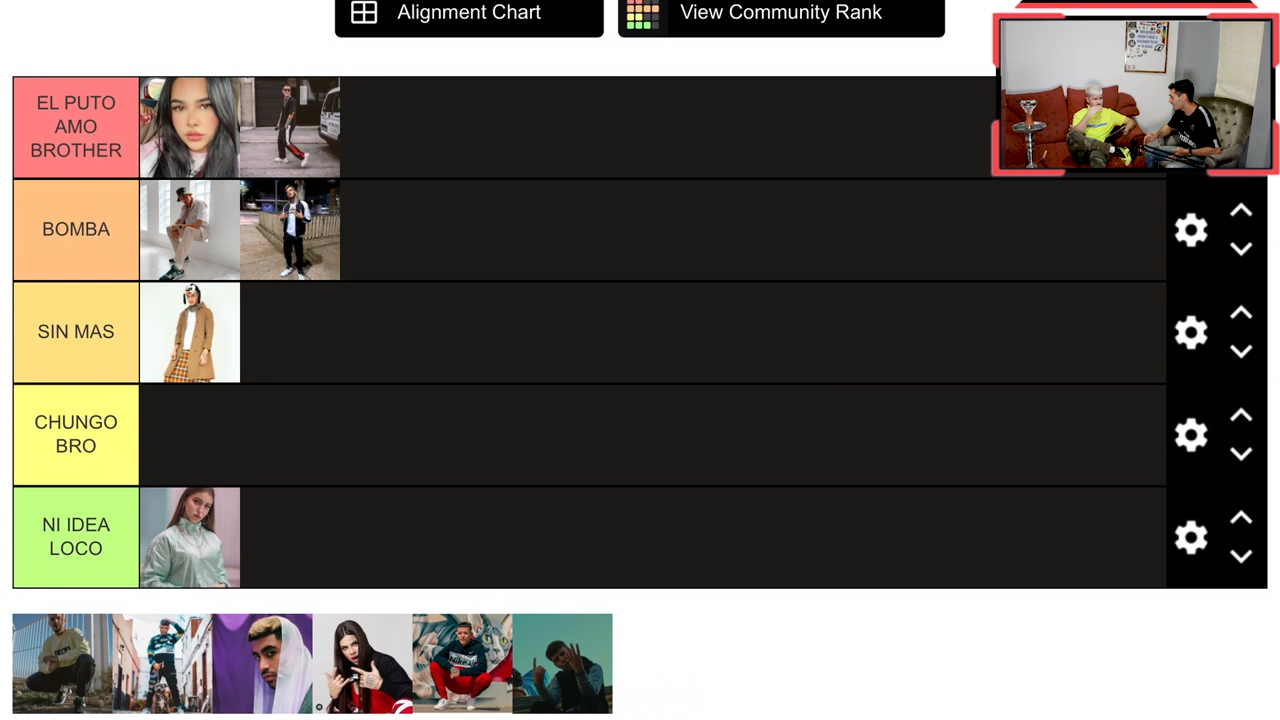 Alignment Chart
View Community Rank
EL PUTO
AMO
BROTHER
BOMBA
SIN MAS
CHUNGO
BRO
NI IDEA
LOCO